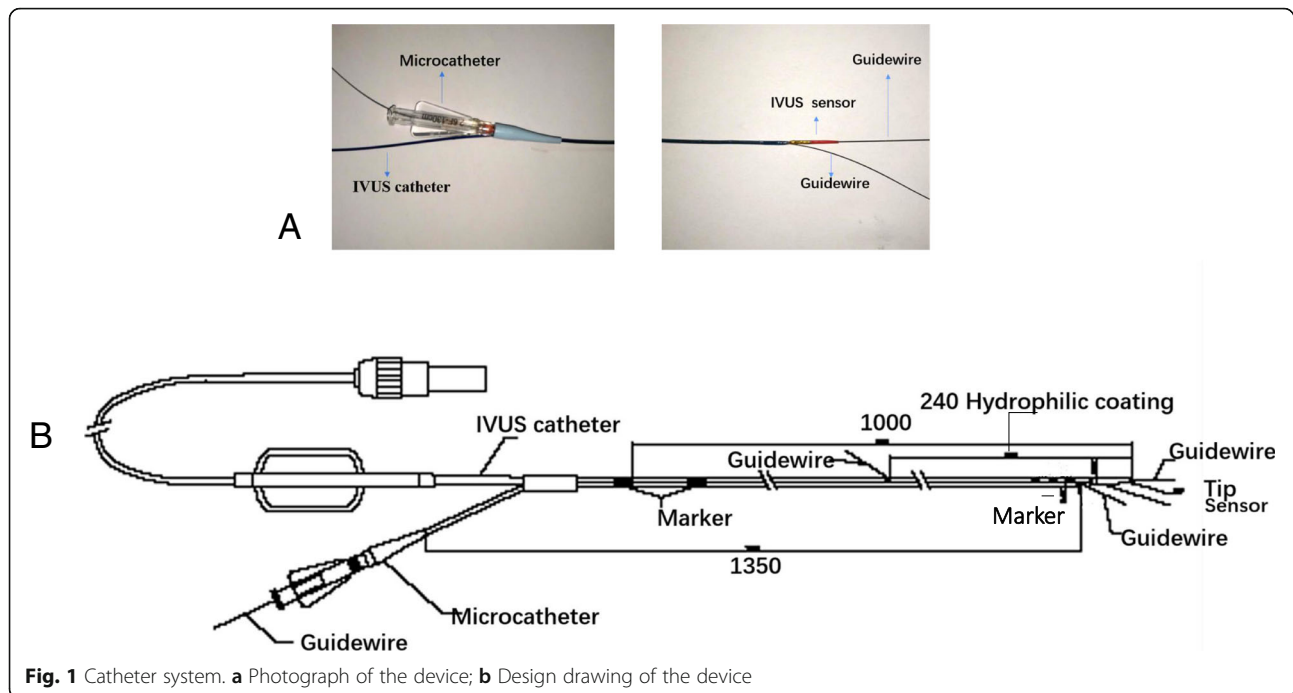 Microcatheter
IVUS catheter
Guidewire
IVUS sensor
Guidewire
A
B
240 Hydrophilic coating
1000
IVUS catheter
Guidewire
Guidewire
Tip
Sensor
Marker
Marker
Guidewire
1350
Microcatheter
Guidewire
Fig. 1 Catheter system. a Photograph of the device; b Design drawing of the device